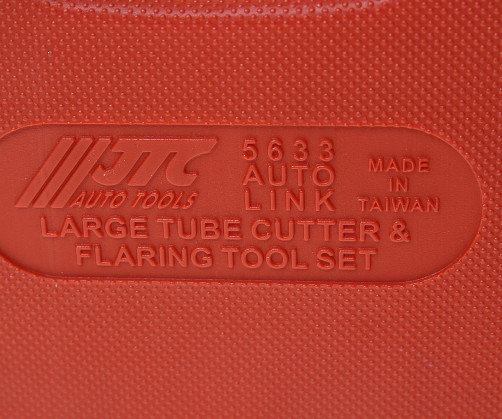 JTC
AUTO TOOLS
5633
AUTO
LINK
MADE
IN
TAIWAN
LARGE TUBE CUTTER &
FLARING TOOL SET